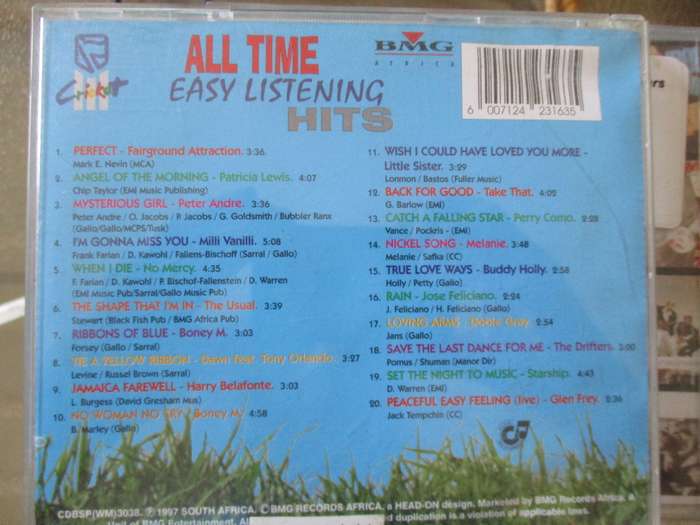 Cricket
ALL TIME
EASY LISTENING
HITS
BMG
AFRICA
6 007124 231635
1. PERFECT - Fairground Attraction. 3:36.
Mark E. Nevin (MCA)
2. ANGEL OF THE MORNING - Patricia Lewis. 4:07
Chip Taylor (EMI Music Publishing)
3. MYSTERIOUS GIRL - Peter Andre. 3:36
Peter Andre / O. Jacobs / P. Jacobs / G. Goldsmith / Bubbler Ranx
(Gallo/Gallo/MCPS/Tusk)
4. I'M GONNA MISS YOU - Milli Vanilli. 5:08
Frank Farian / D. Kawohl / Fallens-Bischoff (Sarral / Gallo)
5. WHEN I DIE - No Mercy. 4:35
F. Farian / D. Kawohl / P. Bischof-Fallenstein / D. Warren
(EMI Music Pub/Sarral/Gallo Music Pub)
6. THE SHAPE THAT I'M IN - The Usual. 3:39
Stewart (Black Fish Pub / BMG Africa Pub)
7. RIBBONS OF BLUE - Boney M. 3:03
Forsey (Gallo / Sarral)
8. TIE A YELLOW RIBBON - Dawn feat. Tony Orlando. 3:27
Levine / Russel Brown (Sarral)
9. JAMAICA FAREWELL - Harry Belafonte. 3:03
L. Burgess (David Gresham Mus)
10. NO WOMAN NO CRY - Boney M. 4:58
B. Marley (Gallo)
11. WISH I COULD HAVE LOVED YOU MORE -
Little Sister. 3:29
Lonmon / Bastos (Fuller Music)
12. BACK FOR GOOD - Take That. 4:02
G. Barlow (EMI)
13. CATCH A FALLING STAR - Perry Como. 2:28
Vance / Pockris - (EMI)
14. NICKEL SONG - Melanie. 3:48
Melanie / Safka (CC)
15. TRUE LOVE WAYS - Buddy Holly. 2:58
Holly / Petty (Gallo)
16. RAIN - Jose Feliciano. 2:24
J. Feliciano / H. Feliciano (CC)
17. LOVING ARMS - Dobie Gray. 2:54
Jans (Gallo)
18. SAVE THE LAST DANCE FOR ME - The Drifters. 3:00
Pomus / Shuman (Mance Dir)
19. SET THE NIGHT TO MUSIC - Starship. 4:43
D. Warren (EMI)
20. PEACEFUL EASY FEELING (live) - Glen Frey. 2:36
Jack Tempchin (CC)
CDBSP(WM)3038. ℗ 1997 SOUTH AFRICA. © BMG RECORDS AFRICA. a HEAD-ON design. Marketed by BMG Records Africa. A
Unit of BMG Entertainment. All
duplication is a violation of applicable laws.